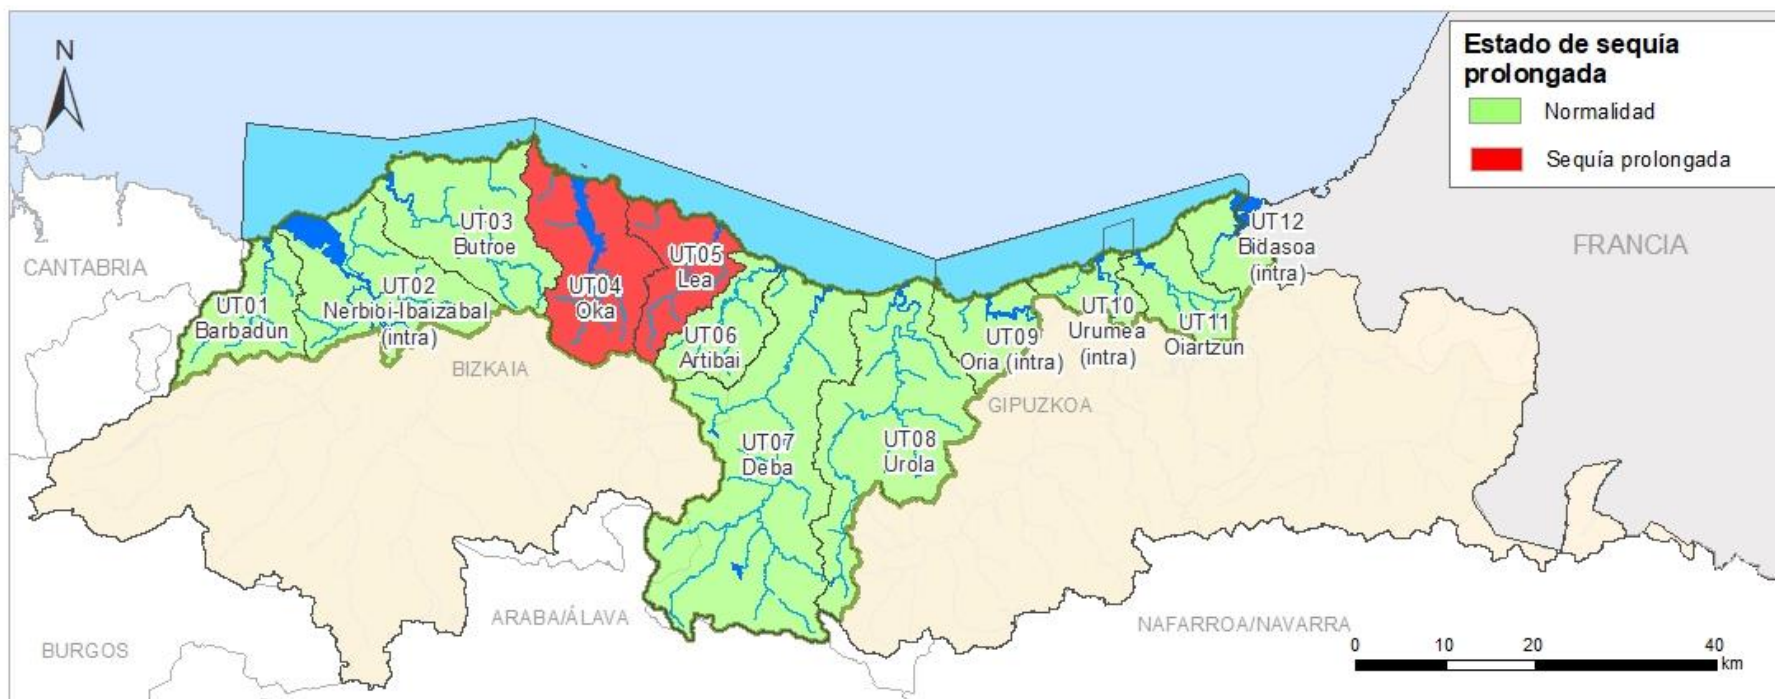 N
Estado de sequía
prolongada
Normalidad
Sequía prolongada
FRANCIA
CANTABRIA
UT01
Barbadun
UT02
Nerbioi-Ibaizabal
(intra)
UT03
Butroe
UT04
Oka
UT05
Lea
UT06
Artibai
UT07
Deba
UT08
Urola
UT09
Oria (intra)
UT10
Urumea
(intra)
UT11
Oiartzun
UT12
Bidasoa
(intra)
BIZKAIA
GIPUZKOA
ARABA/ÁLAVA
NAFARROA/NAVARRA
BURGOS
0 10 20 40
km